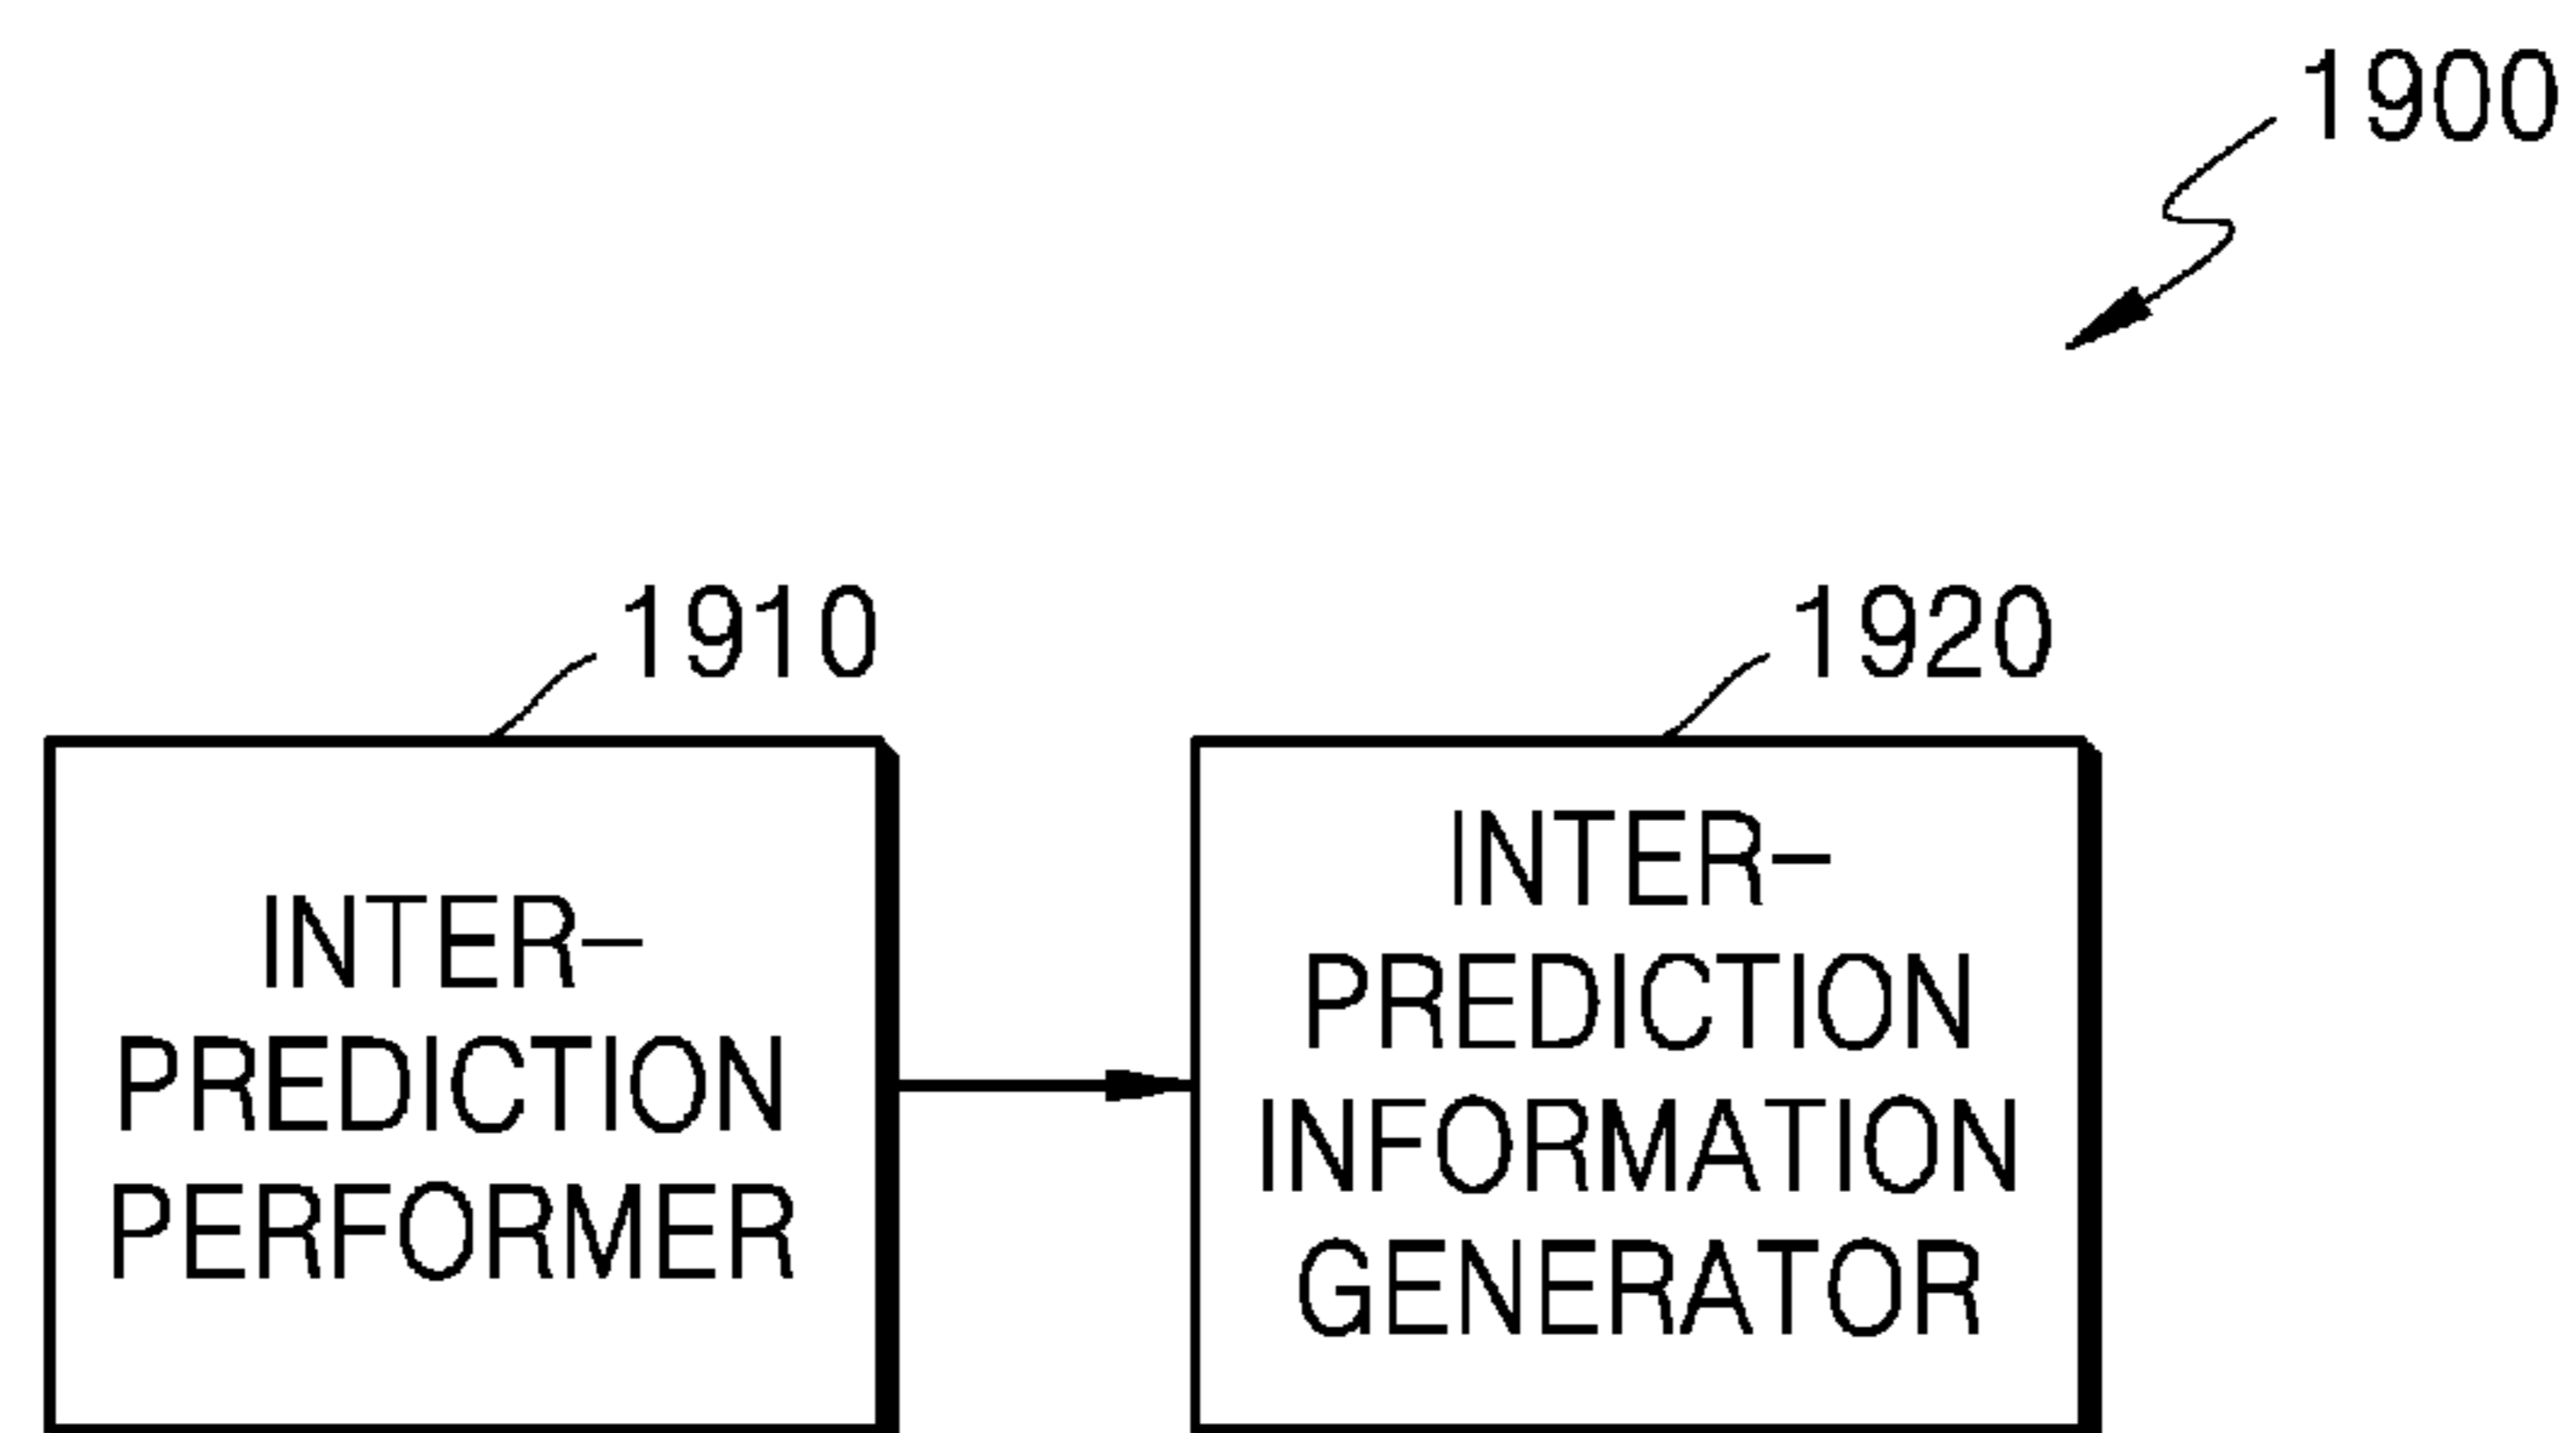 1900
1910
INTER-
PREDICTION
PERFORMER
1920
INTER-
PREDICTION
INFORMATION
GENERATOR